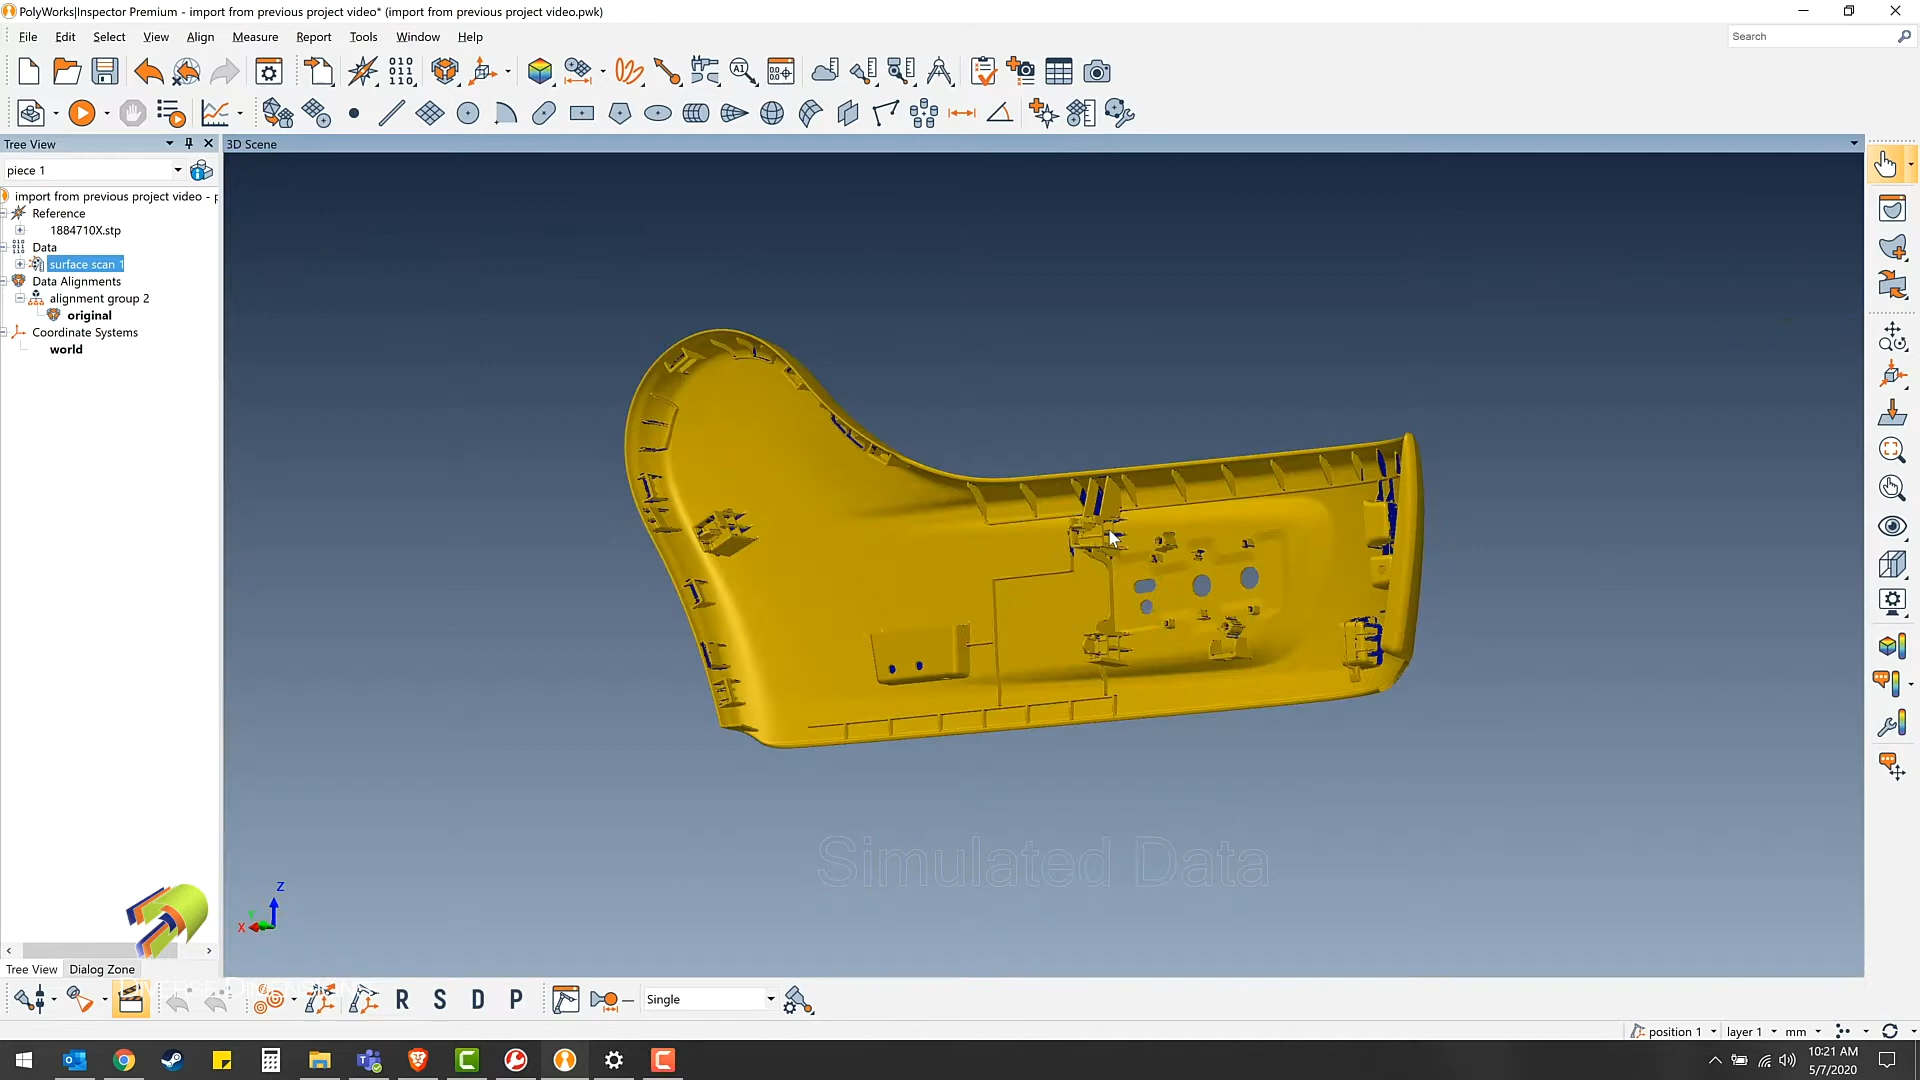 PolyWorks|Inspector Premium - import from previous project video* (import from previous project video.pwk)
File Edit Select View Align Measure Report Tools Window Help
Search
Tree View
3D Scene
piece 1
import from previous project video - p
Reference
1884710X.stp
Data
surface scan 1
Data Alignments
alignment group 2
original
Coordinate Systems
world
Simulated Data
Z
Y
X
Tree View Dialog Zone
R S D P
Single
position 1 layer 1 mm
10:21 AM
5/7/2020